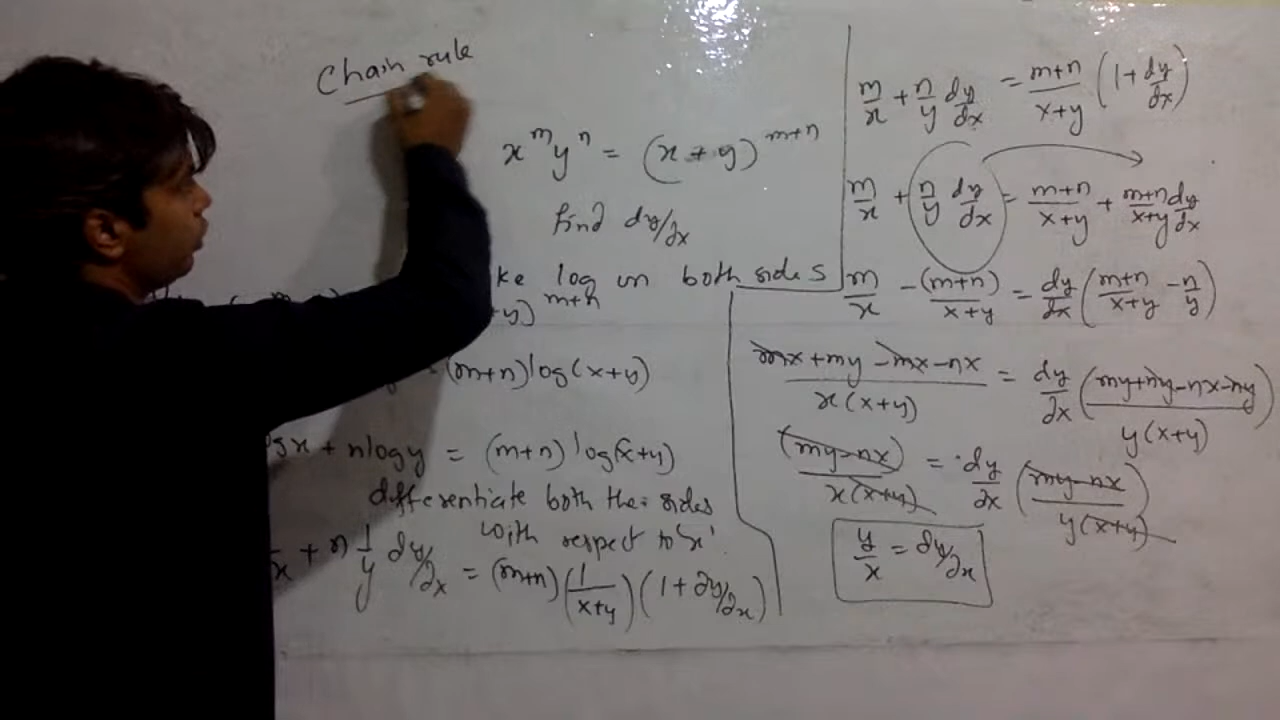 Chain rule
x^m y^n = (x + y)^{m+n}
find dy/dx
log on both sides
y)^{m+n}
(m+n) log(x+y)
x + n log y = (m+n) log(x+y)
differentiate both the sides
with respect to 'x'
+ n 1/y dy/dx = (m+n) (1/(x+y)) (1 + dy/dx)
m/x + n/y dy/dx = (m+n)/(x+y) (1 + dy/dx)
m/x + n/y dy/dx = (m+n)/(x+y) + (m+n)/(x+y) dy/dx
m/x - (m+n)/(x+y) = dy/dx ((m+n)/(x+y) - n/y)
(mx + my - mx - nx)/(x(x+y)) = dy/dx ((my + ny - nx - ny)/(y(x+y)))
(my - nx)/(x(x+y)) = dy/dx ((my - nx)/(y(x+y)))
y/x = dy/dx